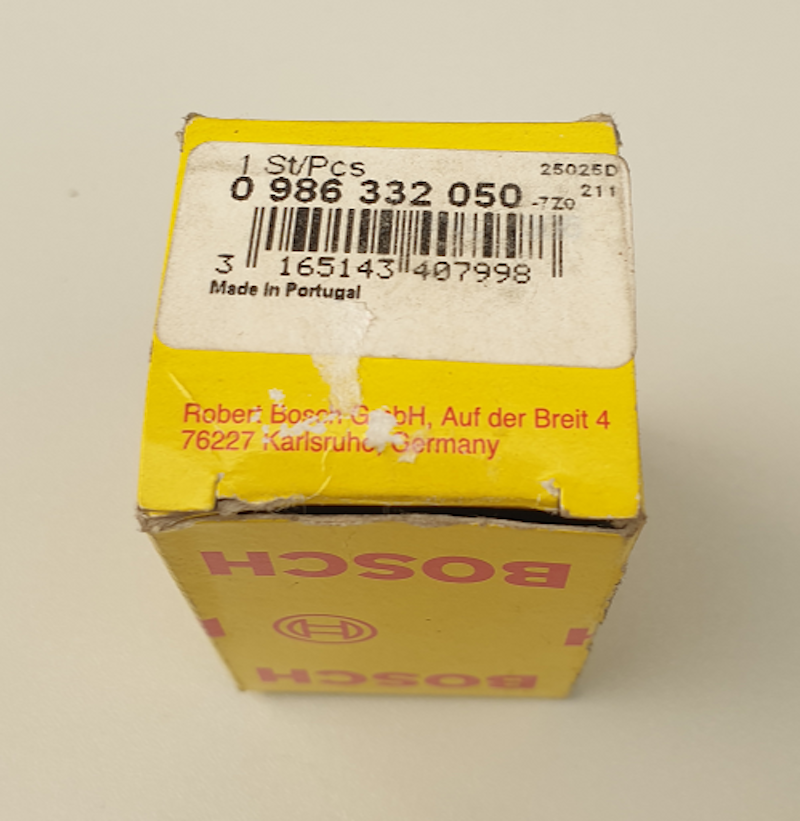 1 St/Pcs
25025D
0 986 332 050 -7Z0 211
3 165143 407998
Made in Portugal
Robert Bosch GmbH, Auf der Breit 4
76227 Karlsruhe, Germany
BOSCH
BOSCH